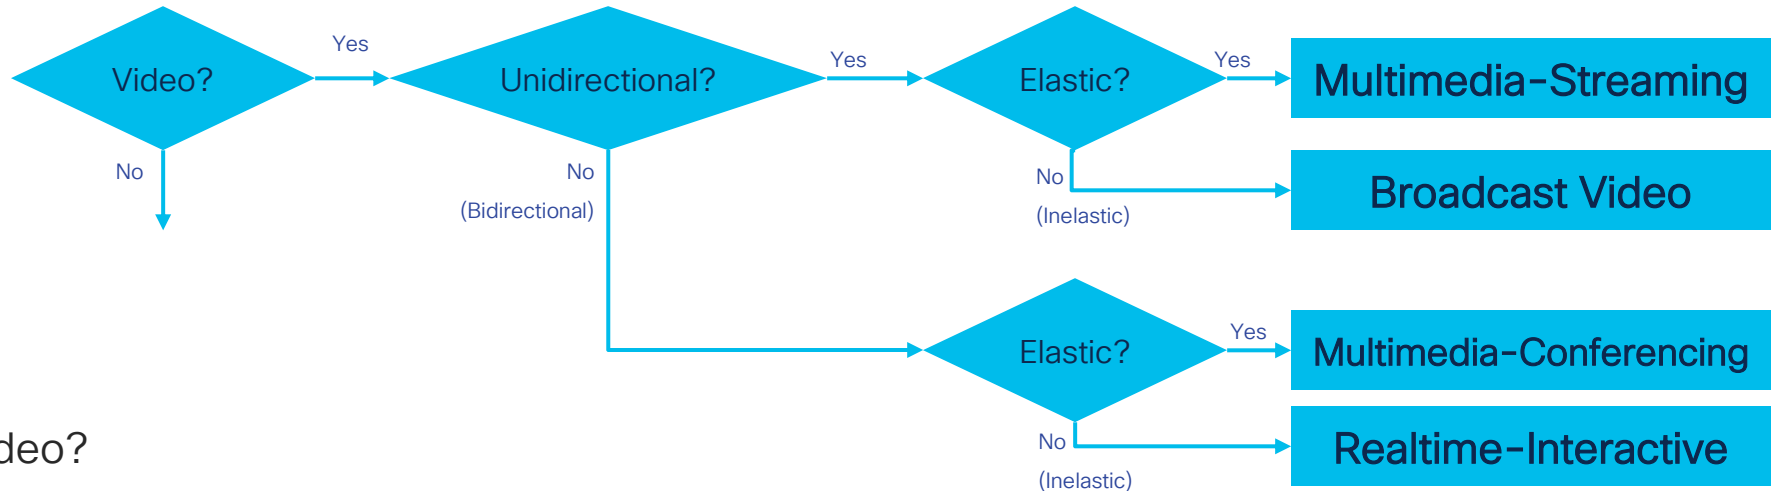 Video?
Yes
Unidirectional?
Yes
Elastic?
Yes
Multimedia-Streaming
No
No
(Bidirectional)
No
(Inelastic)
Broadcast Video
Elastic?
Yes
Multimedia-Conferencing
deo?
No
(Inelastic)
Realtime-Interactive